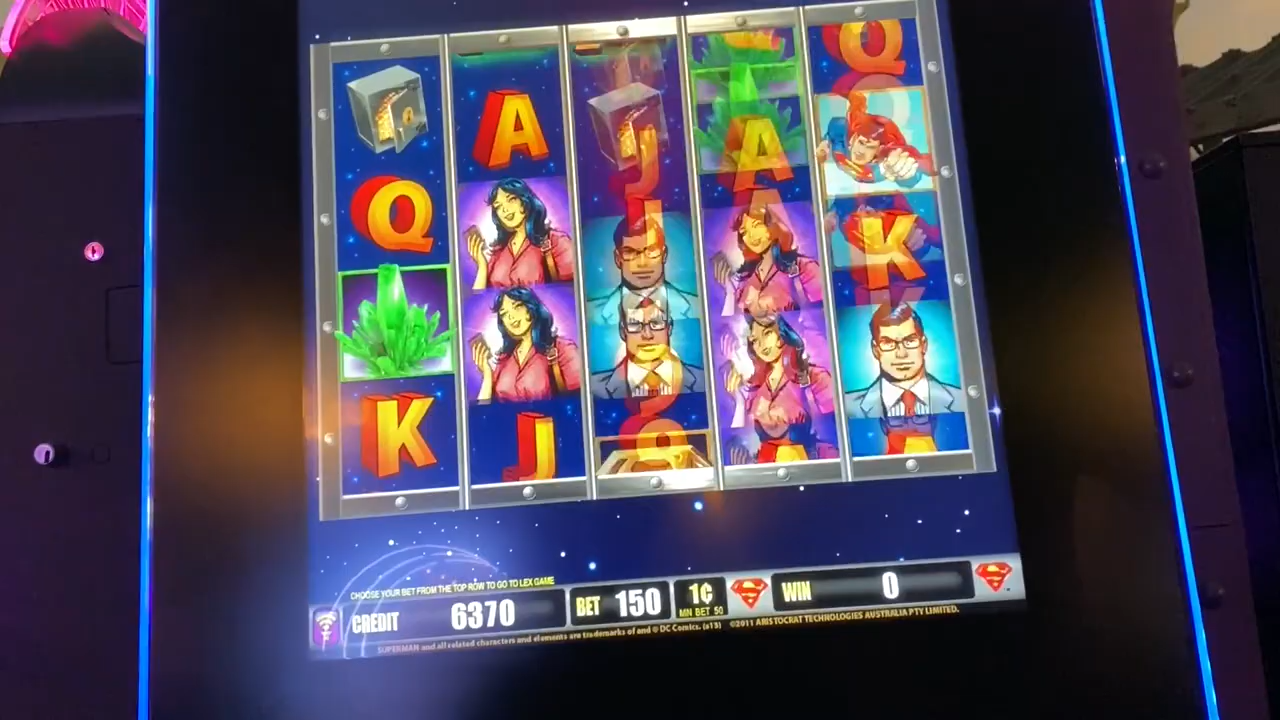 Q
A
J
A
Q
J
K
K
J
CHOOSE YOUR BET FROM THE TOP ROW TO GO TO LEX GAME
CREDIT 6370 BET 150 1¢ MIN BET 50 WIN 0
SUPERMAN and all related characters and elements are trademarks of and © DC Comics. (s13) ©2011 ARISTOCRAT TECHNOLOGIES AUSTRALIA PTY LIMITED.